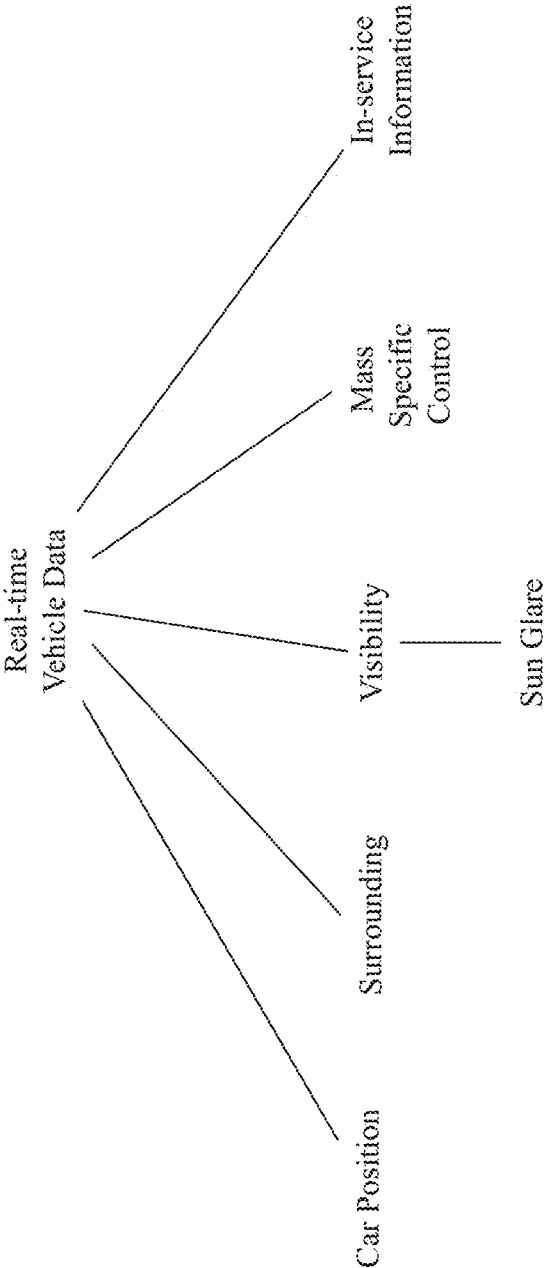 Real-time
Vehicle Data
Car Position
Surrounding
Visibility
Mass
Specific
Control
In-service
Information
Sun Glare